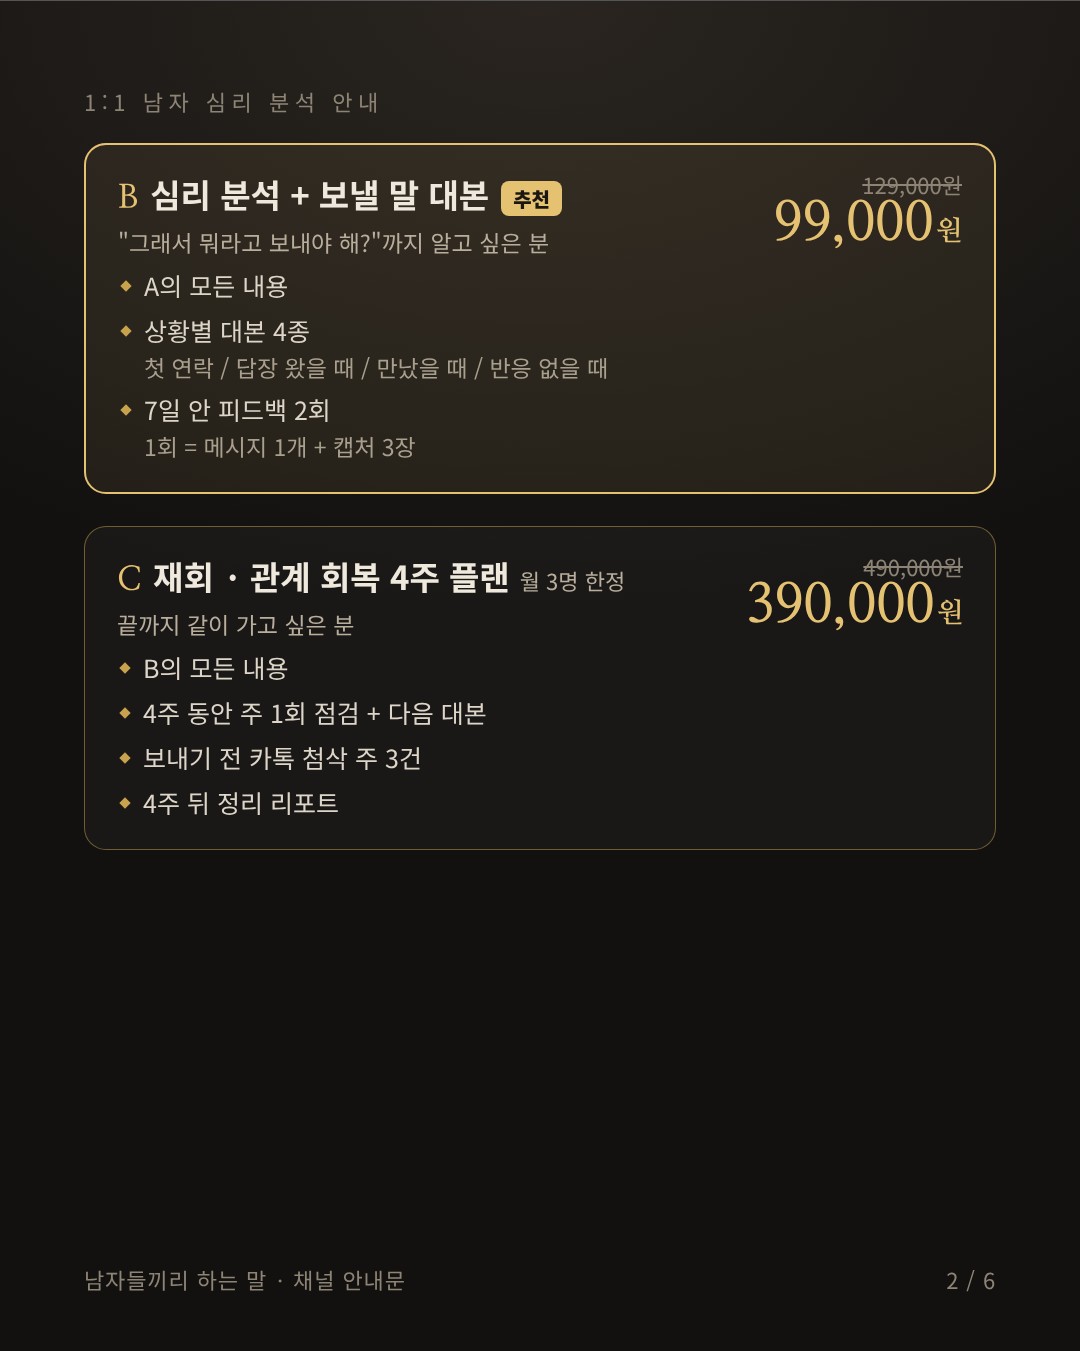 1:1 남자 심리 분석 안내
B 심리 분석 + 보낼 말 대본 추천
129,000원
99,000원
"그래서 뭐라고 보내야 해?"까지 알고 싶은 분
◆ A의 모든 내용
◆ 상황별 대본 4종
첫 연락 / 답장 왔을 때 / 만났을 때 / 반응 없을 때
◆ 7일 안 피드백 2회
1회 = 메시지 1개 + 캡처 3장
C 재회 · 관계 회복 4주 플랜 월 3명 한정
490,000원
390,000원
끝까지 같이 가고 싶은 분
◆ B의 모든 내용
◆ 4주 동안 주 1회 점검 + 다음 대본
◆ 보내기 전 카톡 첨삭 주 3건
◆ 4주 뒤 정리 리포트
남자들끼리 하는 말 · 채널 안내문
2 / 6